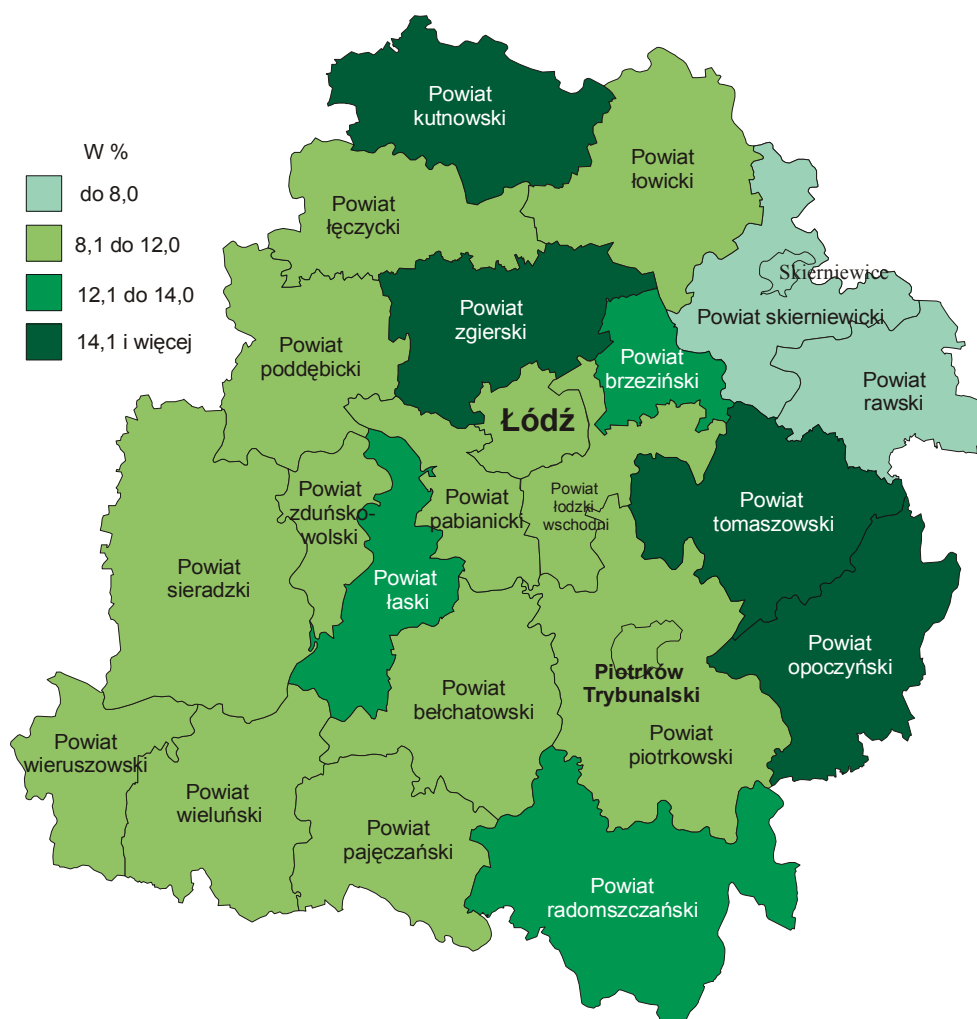 W %
do 8,0
8,1 do 12,0
12,1 do 14,0
14,1 i więcej
Powiat
kutnowski
Powiat
łowicki
Powiat
łęczycki
Skierniewice
Powiat skierniewicki
Powiat
zgierski
Powiat
brzeziński
Powiat
rawski
Powiat
poddębicki
Łódź
Powiat
zduńsko-
wolski
Powiat
pabianicki
Powiat
łodzki
wschodni
Powiat
tomaszowski
Powiat
sieradzki
Powiat
łaski
Powiat
opoczyński
Piotrków
Trybunalski
Powiat
bełchatowski
Powiat
piotrkowski
Powiat
wieruszowski
Powiat
wieluński
Powiat
pajęczański
Powiat
radomszczański